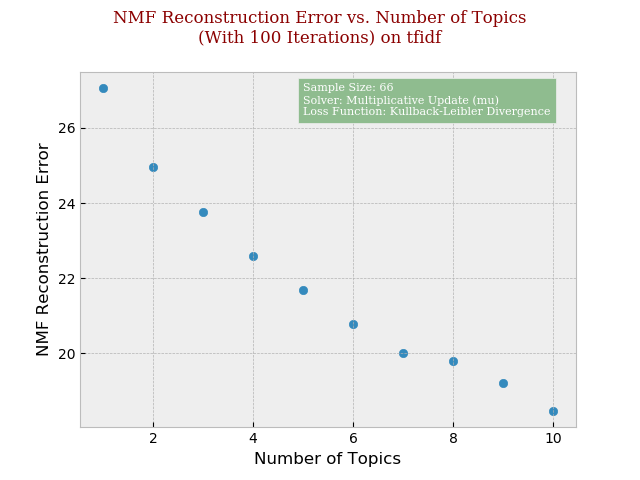 NMF Reconstruction Error vs. Number of Topics
(With 100 Iterations) on tfidf
Sample Size: 66
Solver: Multiplicative Update (mu)
Loss Function: Kullback-Leibler Divergence
NMF Reconstruction Error
26
24
22
20
2 4 6 8 10
Number of Topics